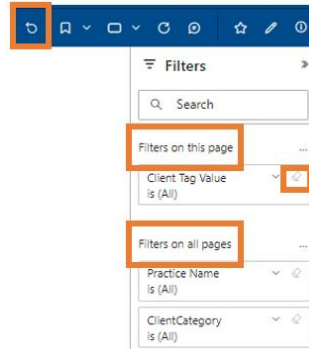 Filters
Search
Filters on this page
...
Client Tag Value
is (All)
Filters on all pages
...
Practice Name
is (All)
ClientCategory
is (All)